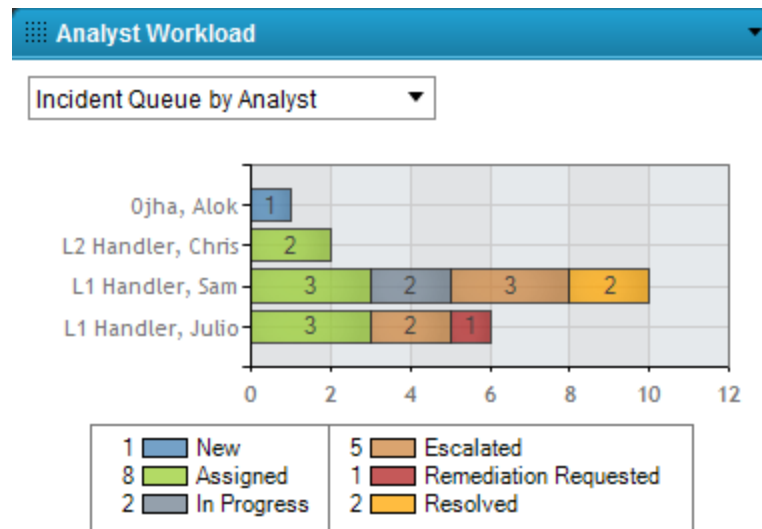 Analyst Workload
Incident Queue by Analyst
Ojha, Alok 1
L2 Handler, Chris 2
L1 Handler, Sam 3 2 3 2
L1 Handler, Julio 3 2 1
0 2 4 6 8 10 12
1 New 5 Escalated
8 Assigned 1 Remediation Requested
2 In Progress 2 Resolved